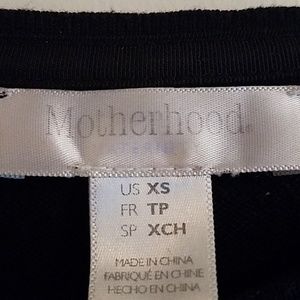 Motherhood
US XS
FR TP
SP XCH
MADE IN CHINA
FABRIQUÉ EN CHINE
HECHO EN CHINA